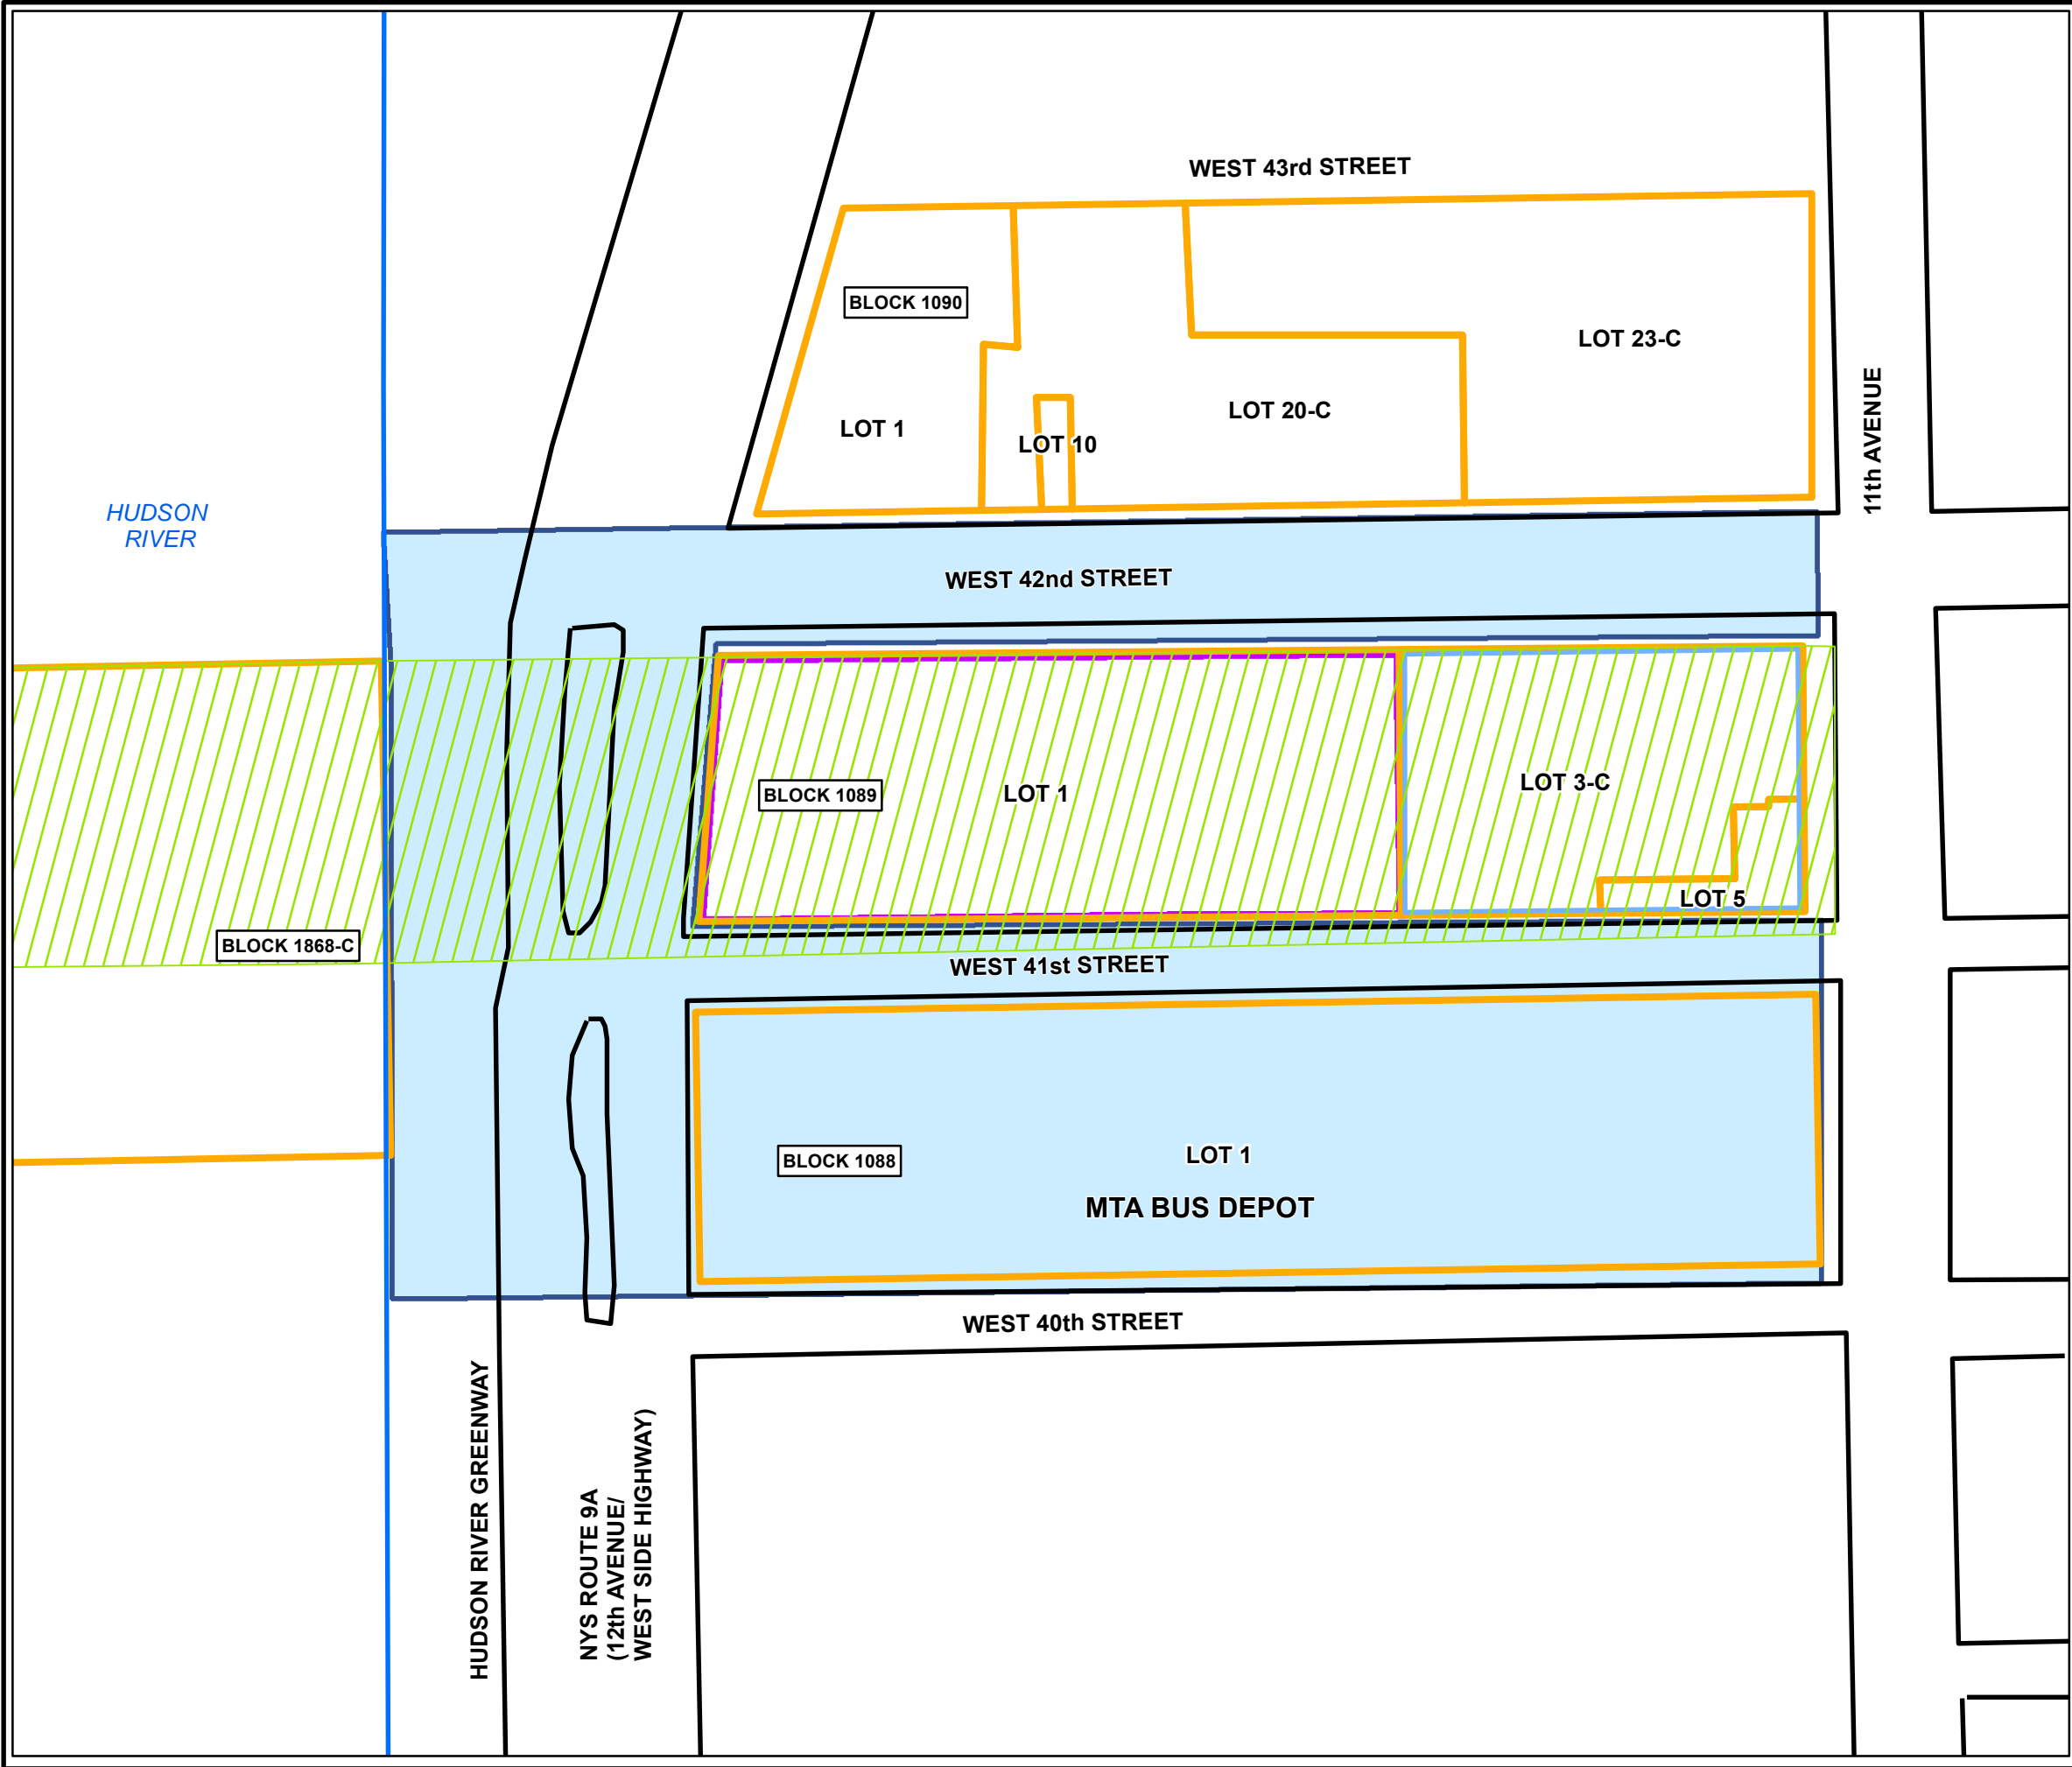 WEST 43rd STREET
BLOCK 1090
LOT 23-C
11th AVENUE
LOT 20-C
LOT 1
LOT 10
HUDSON
RIVER
WEST 42nd STREET
LOT 3-C
BLOCK 1089
LOT 1
LOT 5
BLOCK 1868-C
WEST 41st STREET
LOT 1
BLOCK 1088
MTA BUS DEPOT
WEST 40th STREET
HUDSON RIVER GREENWAY
NYS ROUTE 9A
(12th AVENUE/
WEST SIDE HIGHWAY)